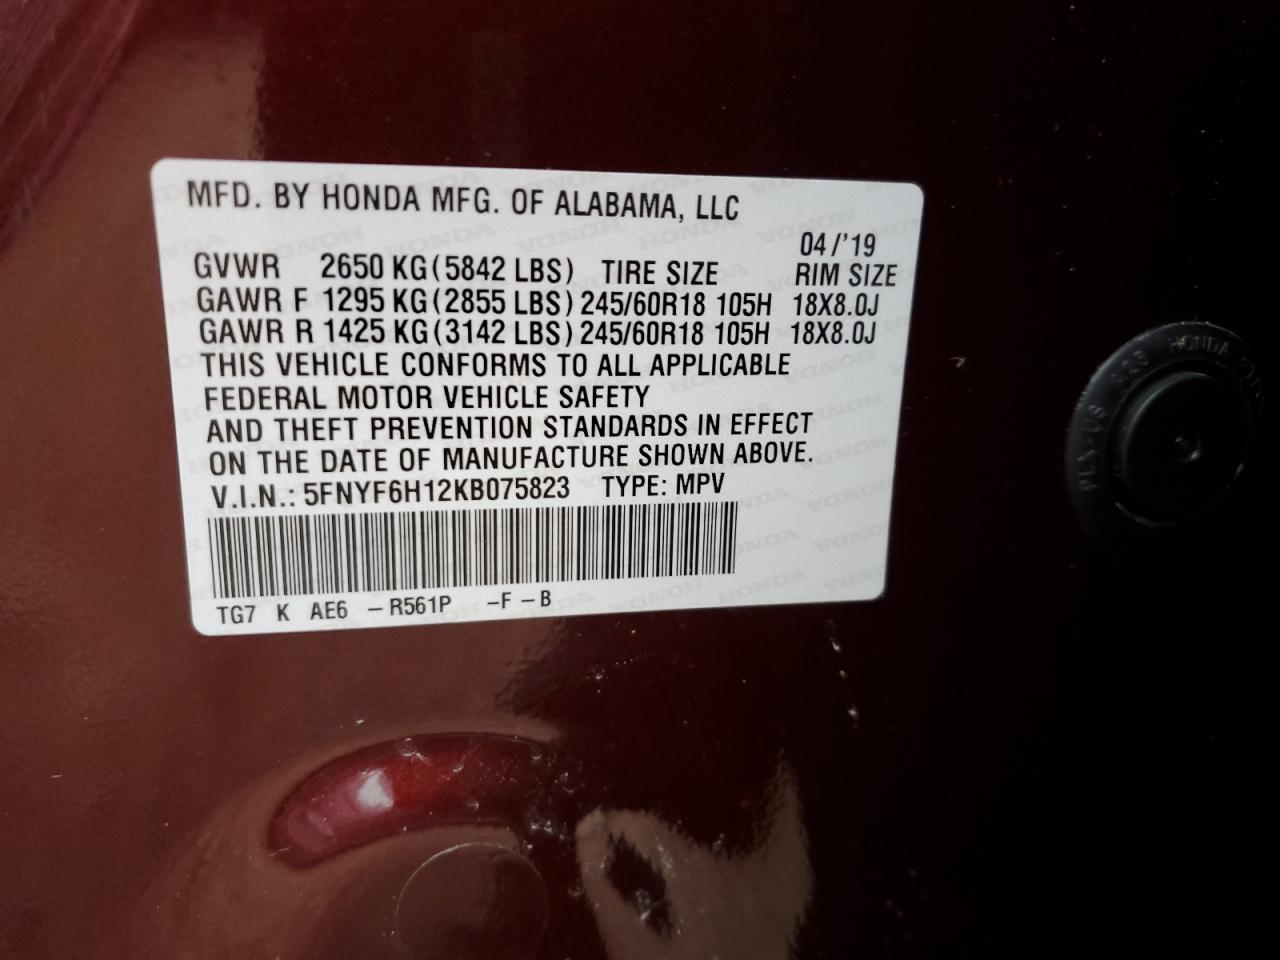 MFD. BY HONDA MFG. OF ALABAMA, LLC
04/'19
GVWR 2650 KG (5842 LBS) TIRE SIZE RIM SIZE
GAWR F 1295 KG (2855 LBS) 245/60R18 105H 18X8.0J
GAWR R 1425 KG (3142 LBS) 245/60R18 105H 18X8.0J
THIS VEHICLE CONFORMS TO ALL APPLICABLE
FEDERAL MOTOR VEHICLE SAFETY
AND THEFT PREVENTION STANDARDS IN EFFECT
ON THE DATE OF MANUFACTURE SHOWN ABOVE.
V.I.N.: 5FNYF6H12KB075823 TYPE: MPV
TG7 K AE6 –R561P –F –B
HONDA